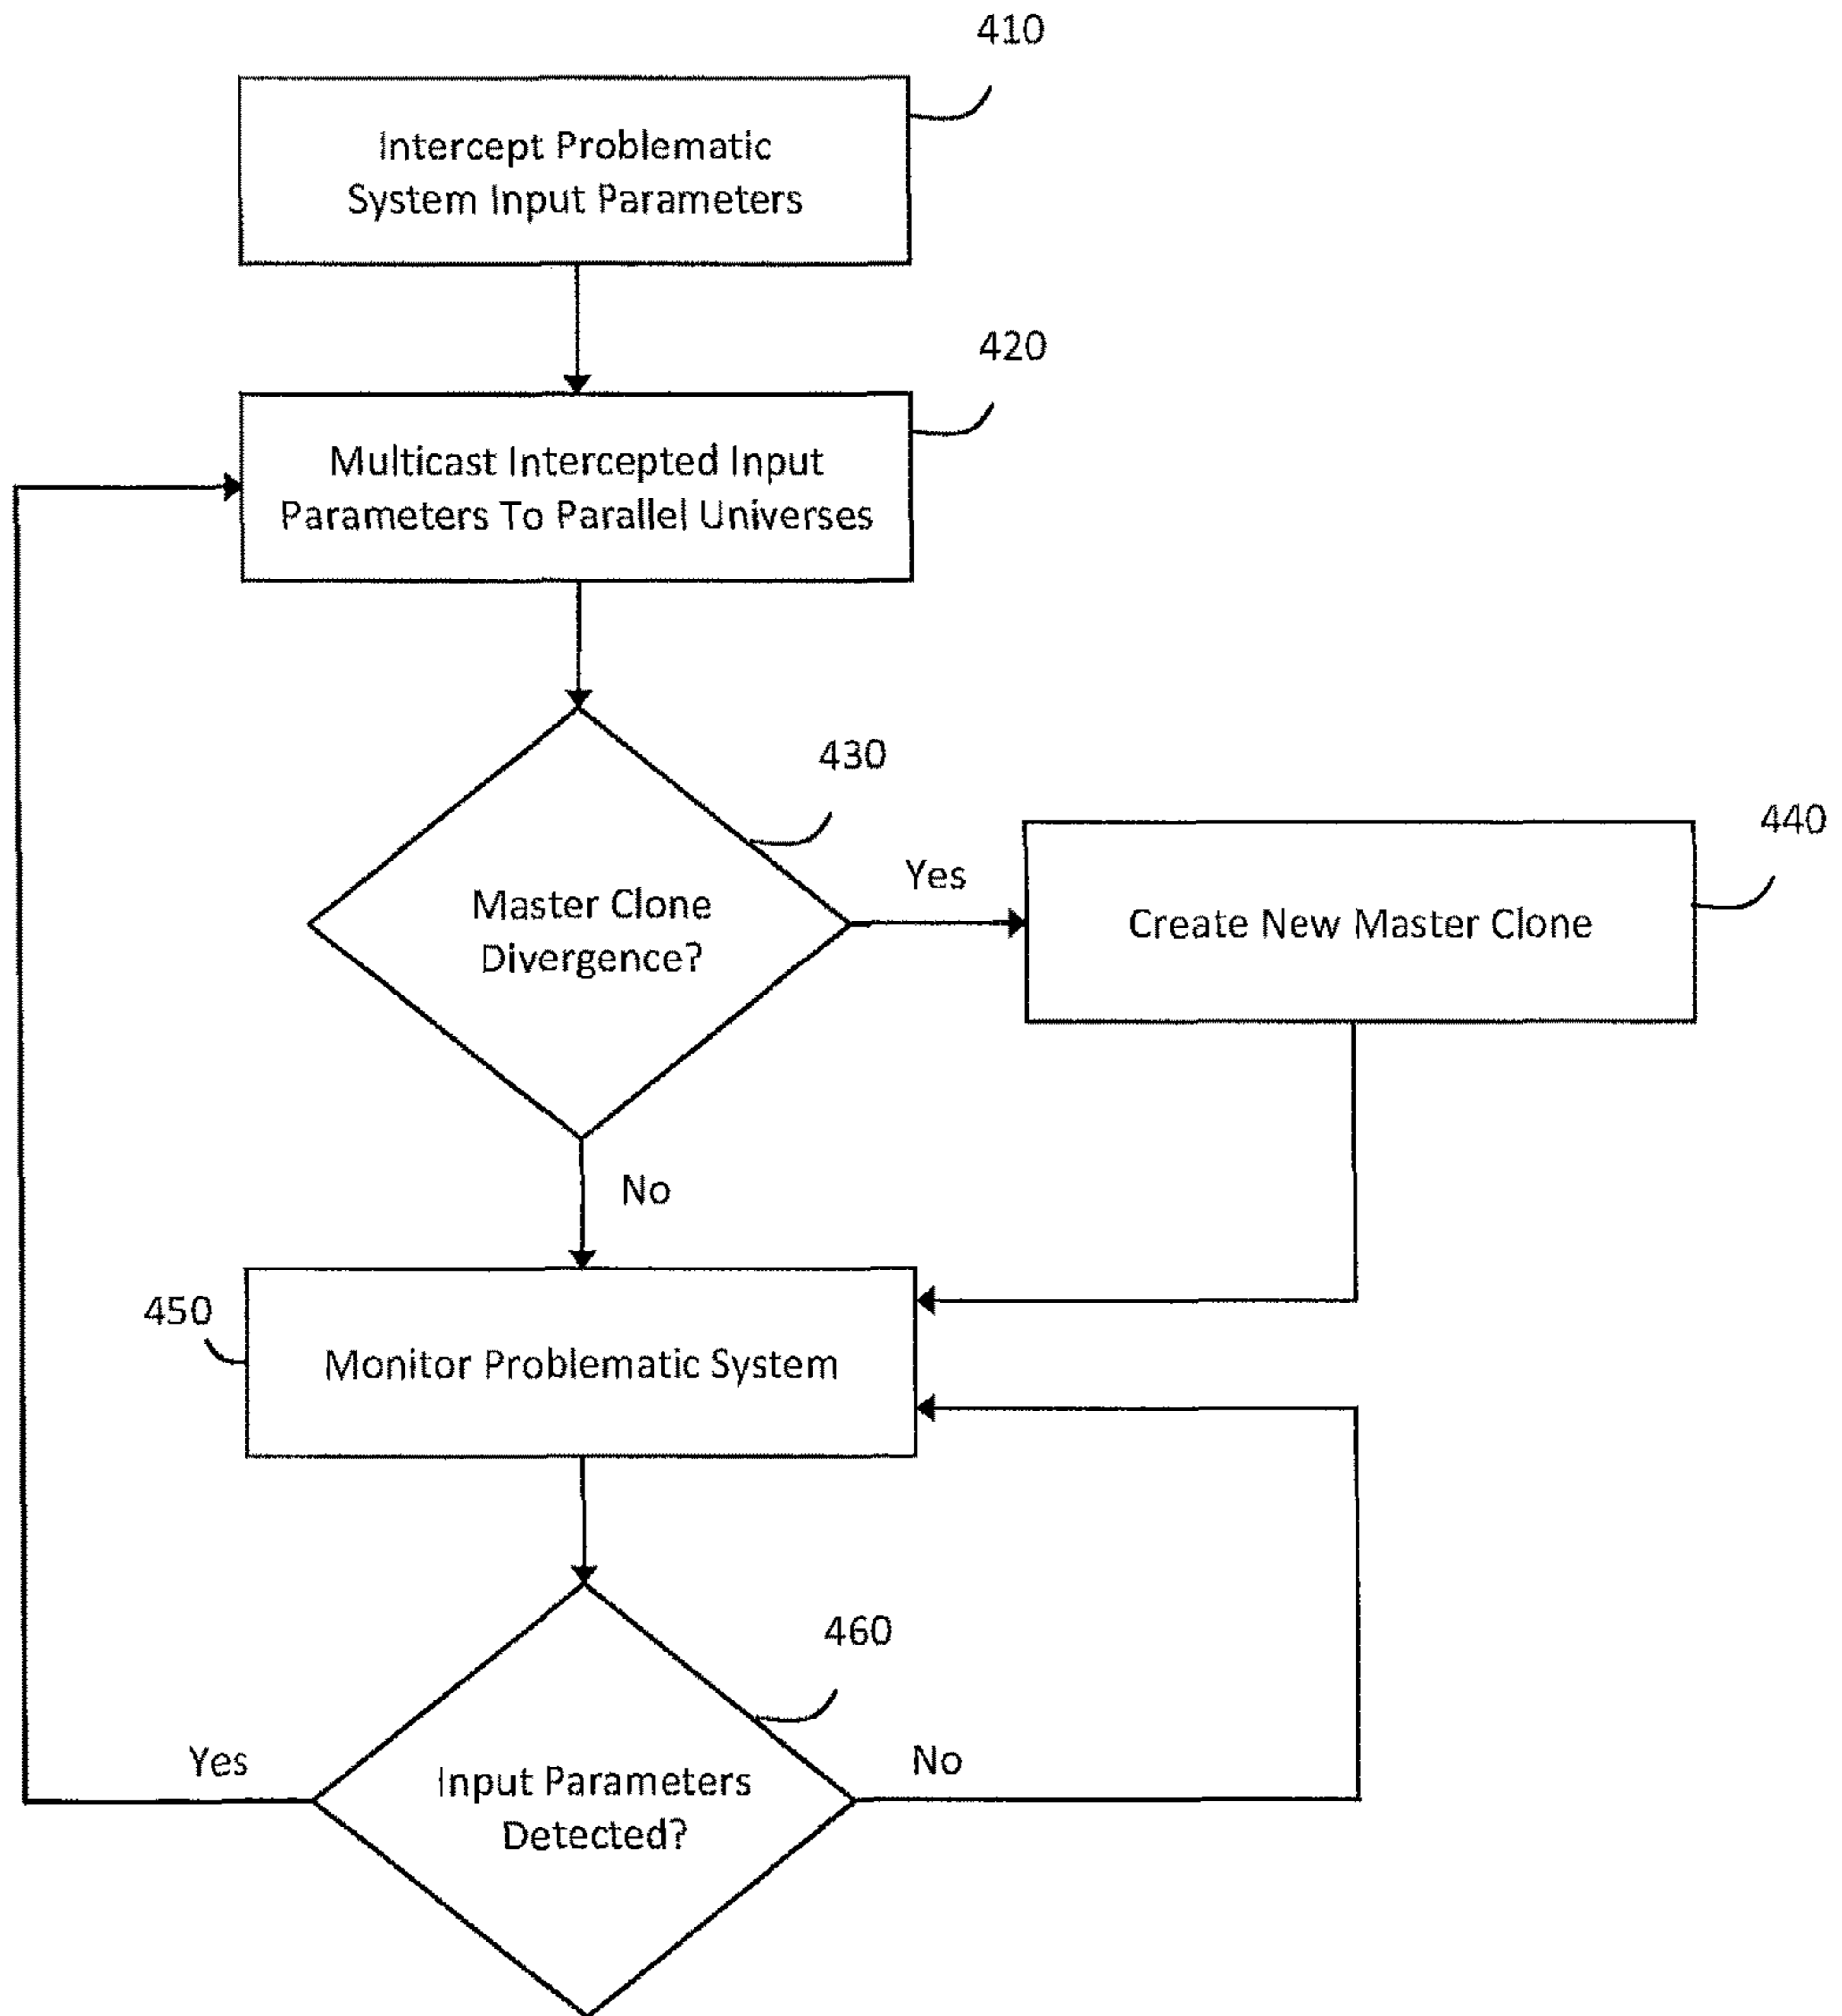 410
Intercept Problematic
System Input Parameters
420
Multicast Intercepted Input
Parameters To Parallel Universes
430
Master Clone
Divergence?
Yes
440
Create New Master Clone
No
450
Monitor Problematic System
460
Input Parameters
Detected?
Yes
No